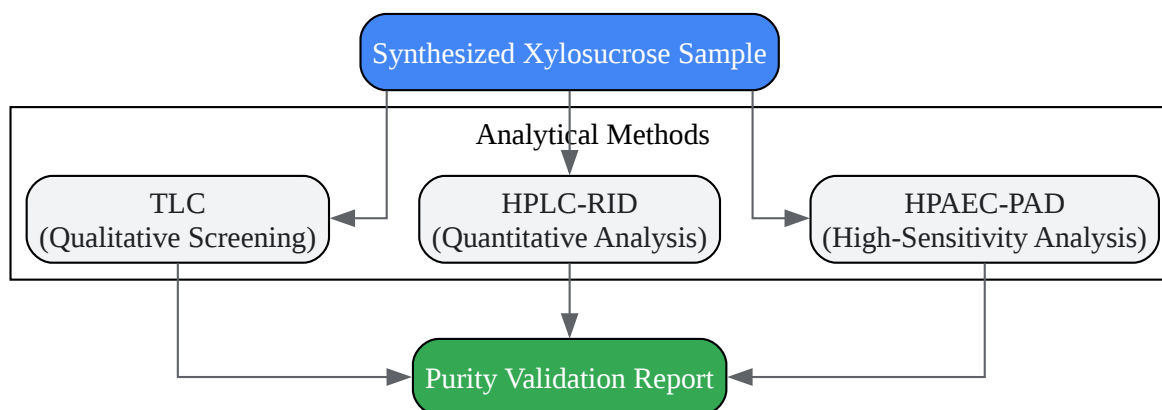 Synthesized Xylosucrose Sample
Analytical Methods
TLC
(Qualitative Screening)
HPLC-RID
(Quantitative Analysis)
HPAEC-PAD
(High-Sensitivity Analysis)
Purity Validation Report